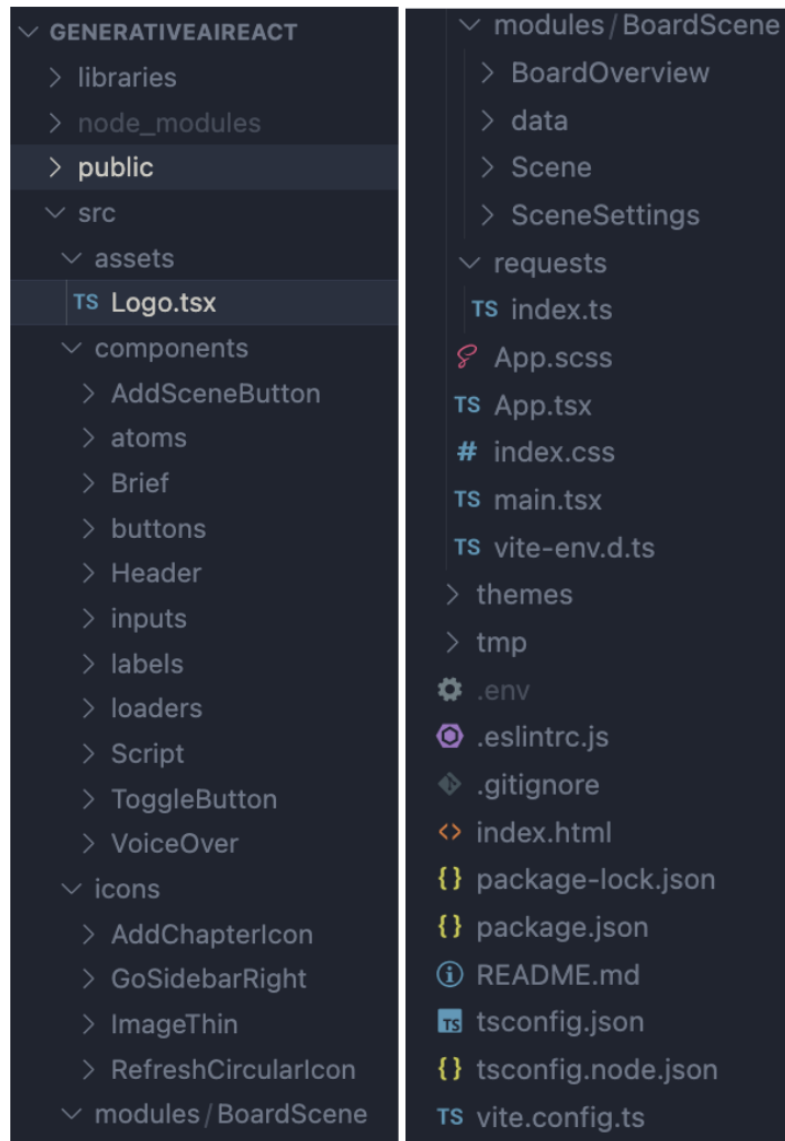 GENERATIVEAIREACT
libraries
node_modules
public
src
assets
TS Logo.tsx
components
AddSceneButton
atoms
Brief
buttons
Header
inputs
labels
loaders
Script
ToggleButton
VoiceOver
icons
AddChapterIcon
GoSidebarRight
ImageThin
RefreshCircularIcon
modules/BoardScene
modules/BoardScene
BoardOverview
data
Scene
SceneSettings
requests
TS index.ts
App.scss
TS App.tsx
# index.css
TS main.tsx
TS vite-env.d.ts
themes
tmp
.env
.eslintrc.js
.gitignore
<> index.html
{} package-lock.json
{} package.json
README.md
TS tsconfig.json
{} tsconfig.node.json
TS vite.config.ts